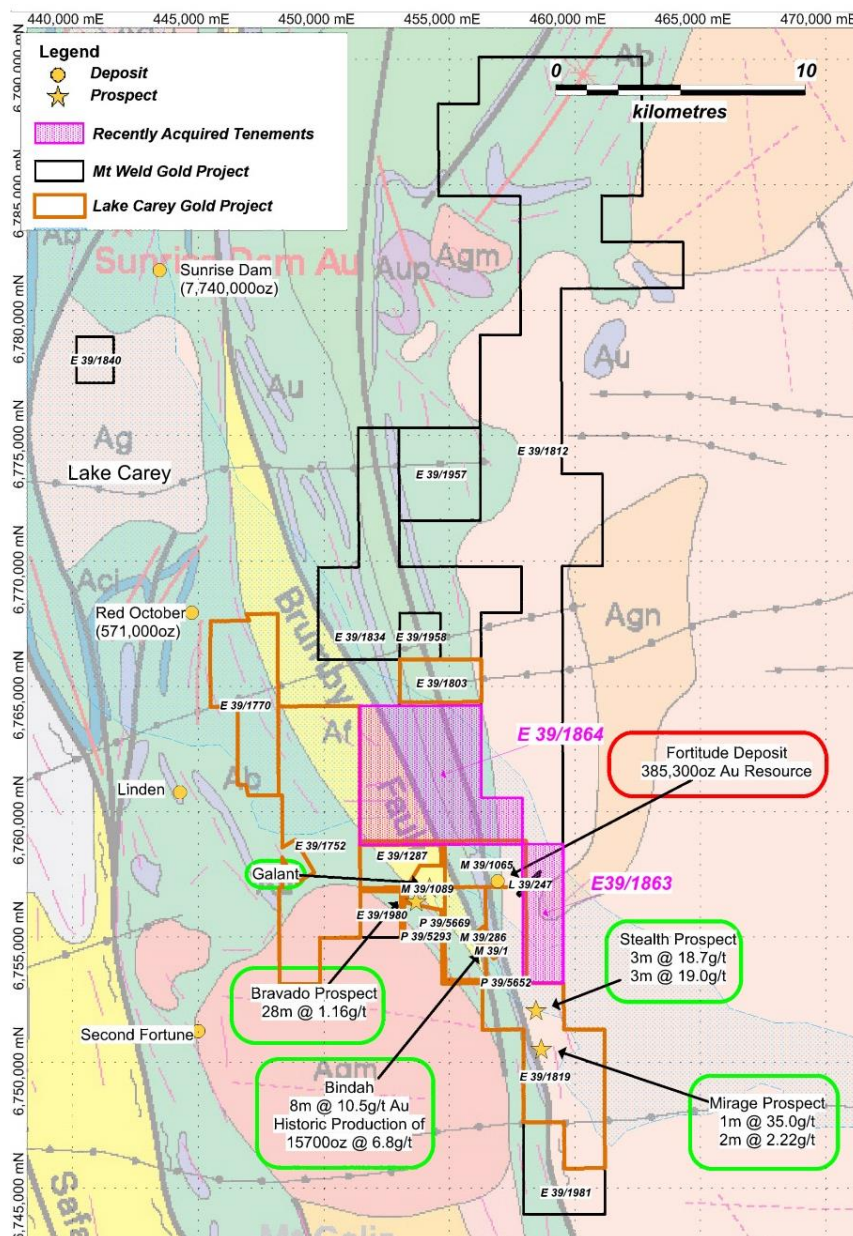 440,000 mE
445,000 mE
450,000 mE
455,000 mE
460,000 mE
465,000 mE
470,000 mE
Legend
Deposit
Prospect
Recently Acquired Tenements
Mt Weld Gold Project
Lake Carey Gold Project
0 10
kilometres
6,790,000 mN
6,785,000 mN
6,780,000 mN
6,775,000 mN
6,770,000 mN
6,765,000 mN
6,760,000 mN
6,755,000 mN
6,750,000 mN
6,745,000 mN
Ab
Ab
Sunrise Dam Au
Sunrise Dam
(7,740,000oz)
Aup
Agm
Au
Au
E 39/1840
Ag
Lake Carey
E 39/1812
E 39/1957
Aci
Red October
(571,000oz)
Brumby
Fault
E 39/1834
E 39/1958
Agn
E 39/1803
E 39/1770
Af
E 39/1864
Fortitude Deposit
385,300oz Au Resource
Ab
Linden
E 39/1752
E 39/1287
M 39/1065
Galant
M 39/1089
L 39/247
E39/1863
E 39/1980
P 39/5669
P 39/5293
M 39/286
M 39/1
Stealth Prospect
3m @ 18.7g/t
3m @ 19.0g/t
P 39/5652
Bravado Prospect
28m @ 1.16g/t
Second Fortune
Agm
Bindah
8m @ 10.5g/t Au
Historic Production of
15700oz @ 6.8g/t
E 39/1819
Mirage Prospect
1m @ 35.0g/t
2m @ 2.22g/t
E 39/1981